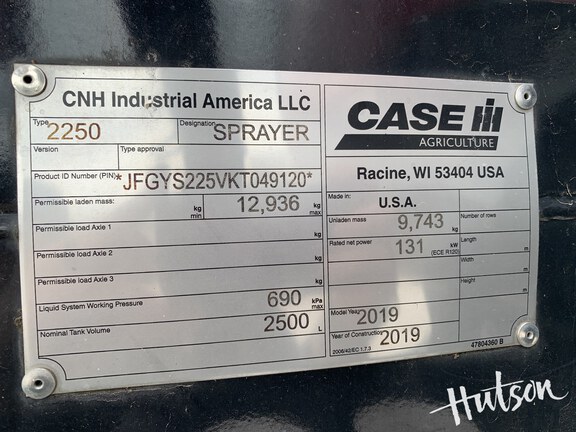 CNH Industrial America LLC
Type 2250 Designation SPRAYER
Version Type approval
Product ID Number (PIN) *JFGYS225VKT049120*
Permissible laden mass: kg min 12,936 kg max
Permissible load Axle 1 kg
Permissible load Axle 2 kg
Permissible load Axle 3 kg
Liquid System Working Pressure 690 kPa max
Nominal Tank Volume 2500 L
CASE IH
AGRICULTURE
Racine, WI 53404 USA
Made in: U.S.A.
Unladen mass 9,743 kg Number of rows
Rated net power 131 kW (ECE R120) Length m
Width m
Height m
Model Year 2019
Year of Construction 2019
2006/42/EC 1.7.3 47804360 B
Hutson